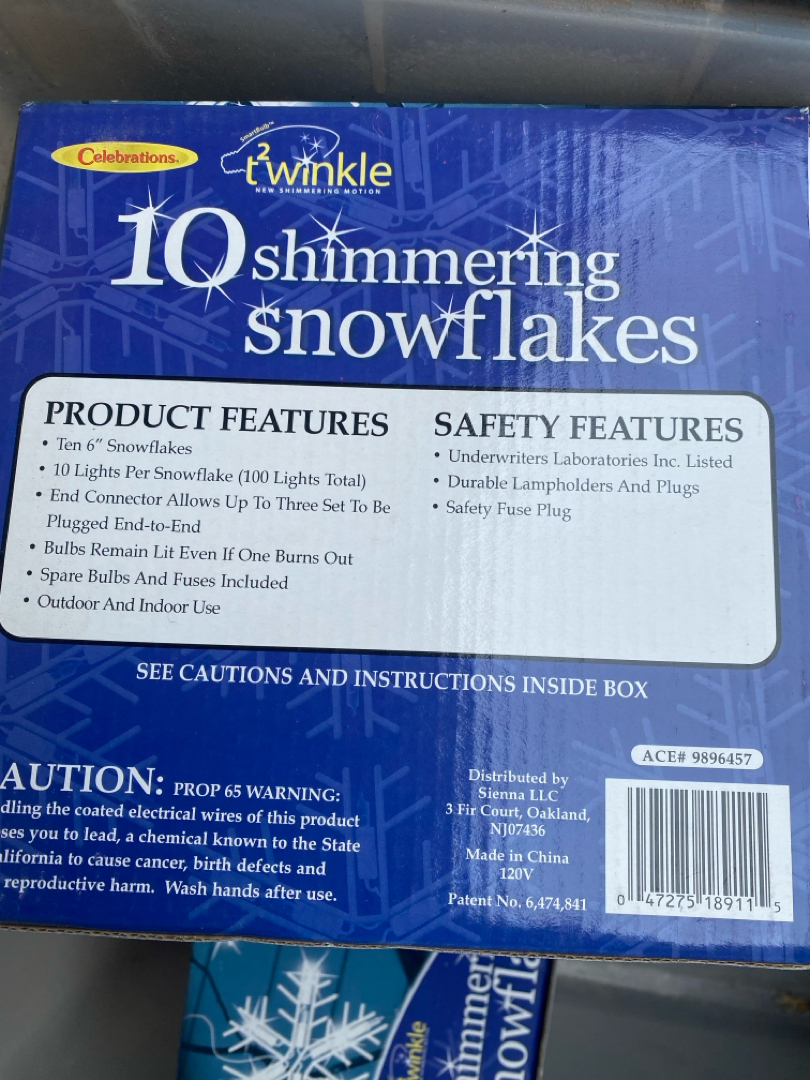 Celebrations
SmartBulb™
t²winkle
NEW SHIMMERING MOTION
10 shimmering
snowflakes
PRODUCT FEATURES
• Ten 6″ Snowflakes
• 10 Lights Per Snowflake (100 Lights Total)
• End Connector Allows Up To Three Set To Be
Plugged End-to-End
• Bulbs Remain Lit Even If One Burns Out
• Spare Bulbs And Fuses Included
• Outdoor And Indoor Use
SAFETY FEATURES
• Underwriters Laboratories Inc. Listed
• Durable Lampholders And Plugs
• Safety Fuse Plug
SEE CAUTIONS AND INSTRUCTIONS INSIDE BOX
AUTION: PROP 65 WARNING:
dling the coated electrical wires of this product
ses you to lead, a chemical known to the State
lifornia to cause cancer, birth defects and
reproductive harm. Wash hands after use.
Distributed by
Sienna LLC
3 Fir Court, Oakland,
NJ07436
Made in China
120V
Patent No. 6,474,841
ACE# 9896457
0 47275 18911 5
winkle
immer
owfla